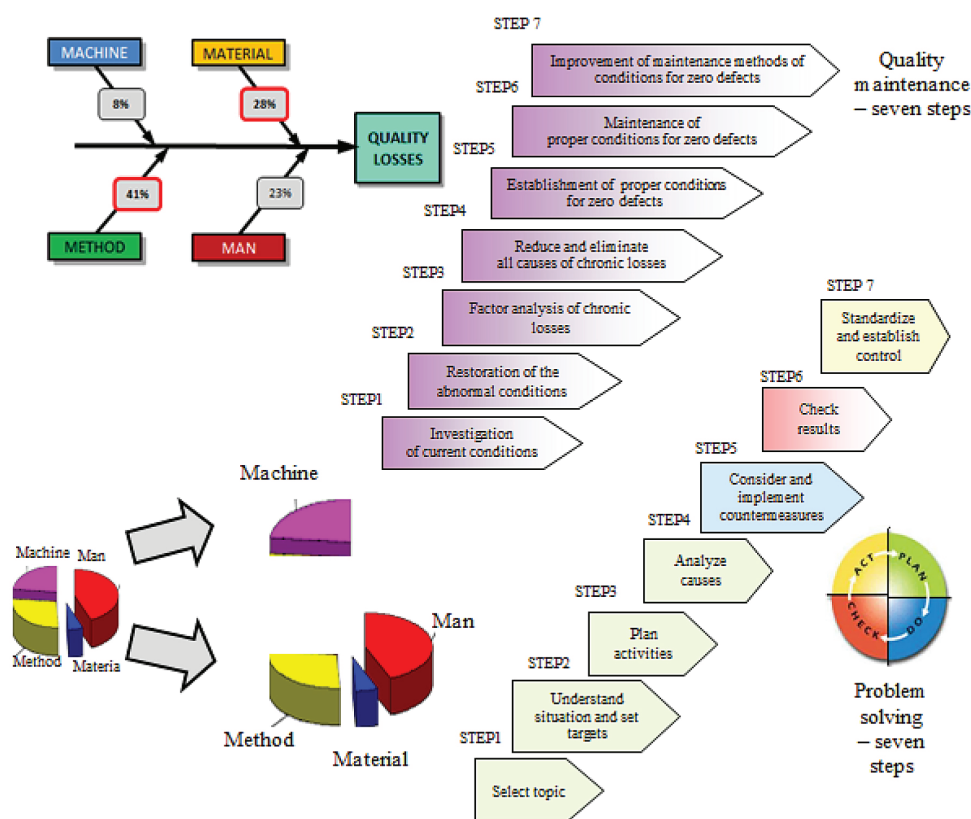 MACHINE
MATERIAL
8%
28%
QUALITY
LOSSES
41%
23%
METHOD
MAN
STEP 7
Improvement of maintenance methods of
conditions for zero defects
Quality
maintenance
– seven steps
STEP6
Maintenance of
proper conditions for zero defects
STEP5
Establishment of proper conditions
for zero defects
STEP4
Reduce and eliminate
all causes of chronic losses
STEP3
Factor analysis of chronic
losses
STEP2
Restoration of the
abnormal conditions
STEP1
Investigation
of current conditions
STEP 7
Standardize
and establish
control
STEP6
Check
results
STEP5
Consider and
implement
countermeasures
STEP4
Analyze
causes
STEP3
Plan
activities
STEP2
Understand
situation and set
targets
STEP1
Select topic
ACT
PLAN
CHECK
DO
Problem
solving
– seven
steps
Machine
Machine
Man
Method
Materia
Man
Method
Material